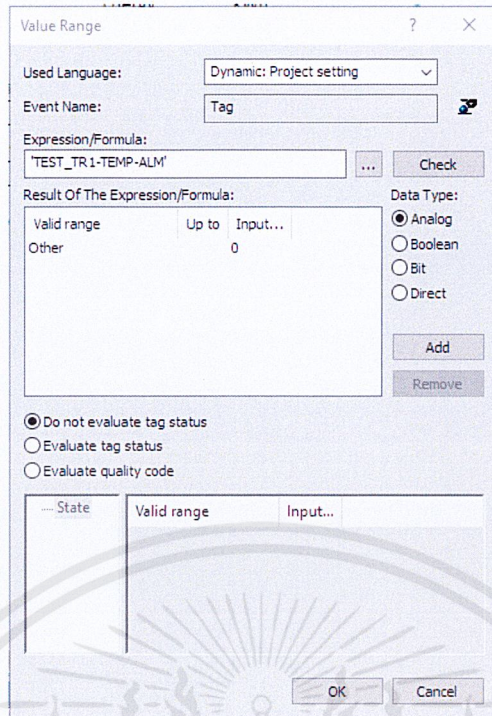 Value Range ? ×
Used Language: Dynamic: Project setting
Event Name: Tag
Expression/Formula:
'TEST_TR1-TEMP-ALM' ... Check
Result Of The Expression/Formula: Data Type:
Valid range Up to Input... Analog
Other 0 Boolean
Bit
Direct
Add
Remove
Do not evaluate tag status
Evaluate tag status
Evaluate quality code
State Valid range Input...
OK Cancel